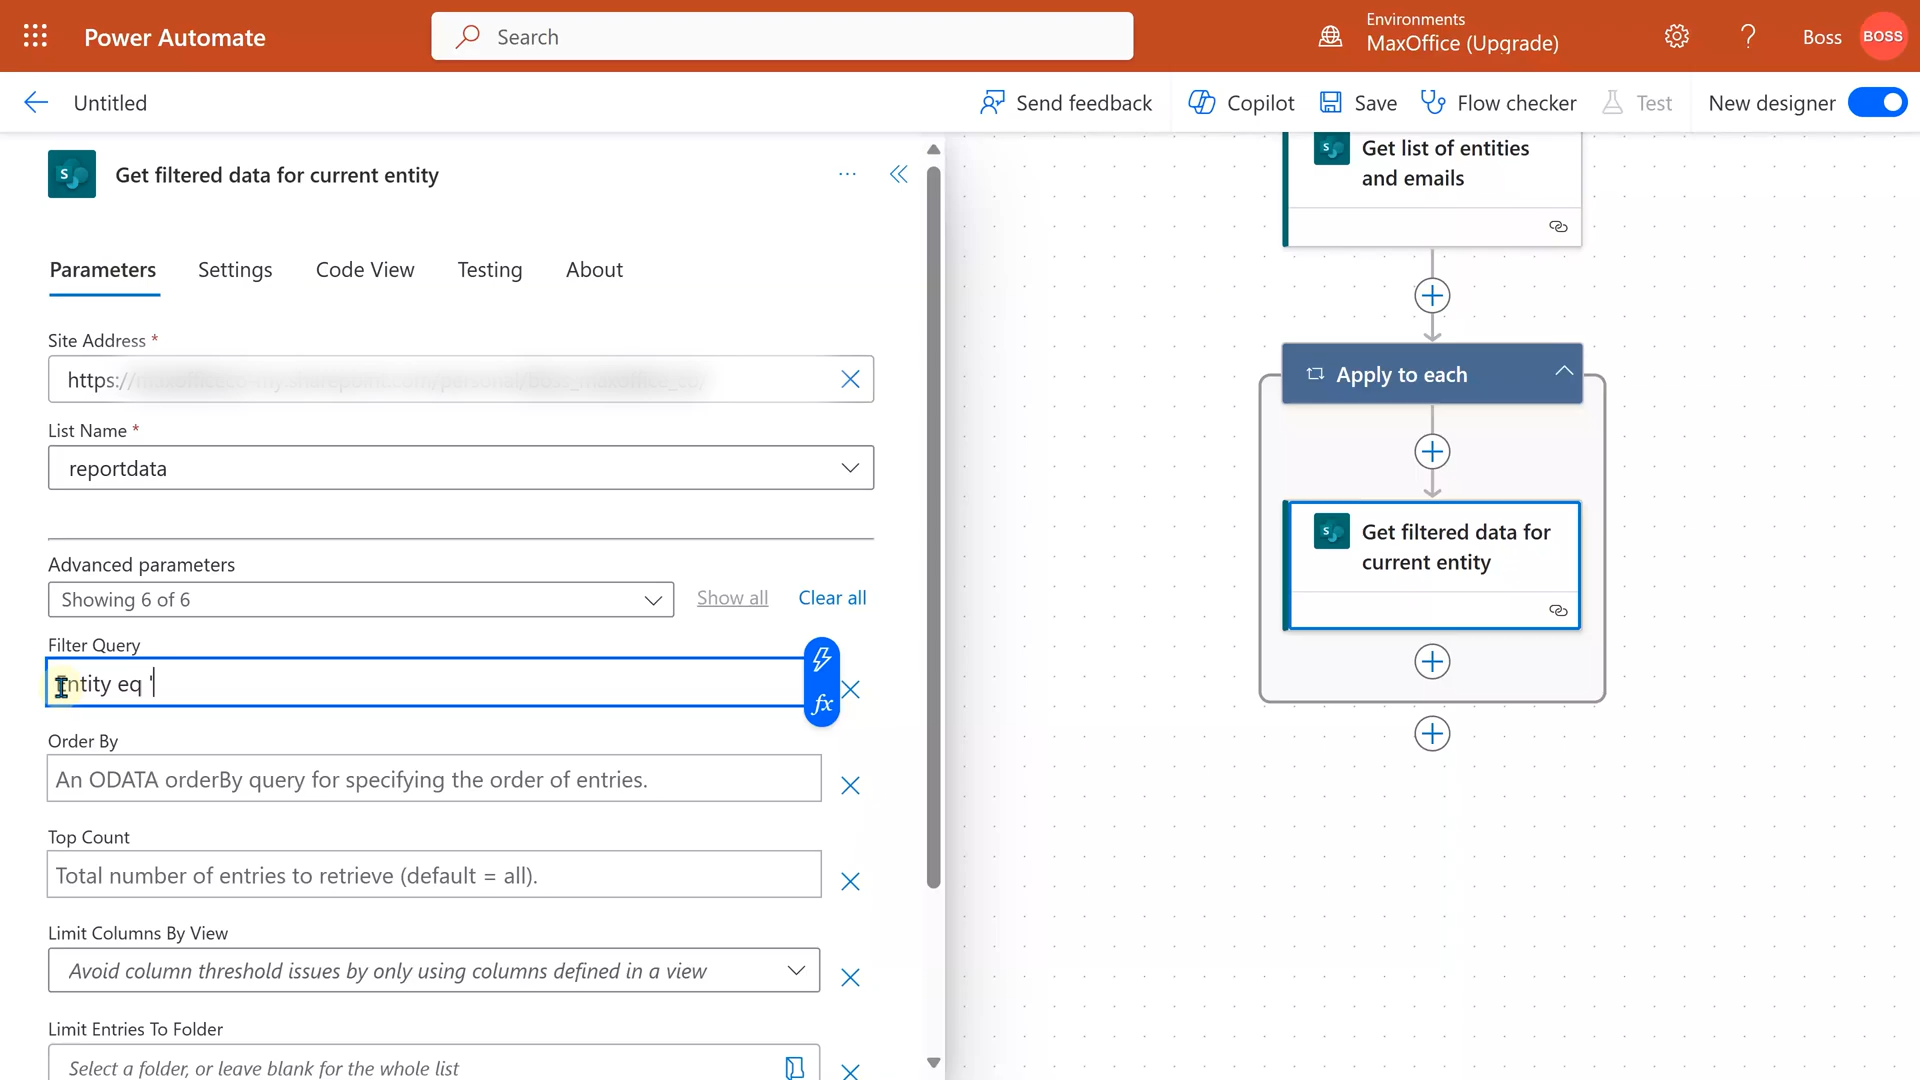 Power Automate
Search
Environments
MaxOffice (Upgrade)
Boss
BOSS
Untitled
Send feedback
Copilot
Save
Flow checker
Test
New designer
Get filtered data for current entity
Parameters
Settings
Code View
Testing
About
Site Address *
https://
List Name *
reportdata
Advanced parameters
Showing 6 of 6
Show all
Clear all
Filter Query
Entity eq '
fx
Order By
An ODATA orderBy query for specifying the order of entries.
Top Count
Total number of entries to retrieve (default = all).
Limit Columns By View
Avoid column threshold issues by only using columns defined in a view
Limit Entries To Folder
Select a folder, or leave blank for the whole list
Get list of entities
and emails
Apply to each
Get filtered data for
current entity